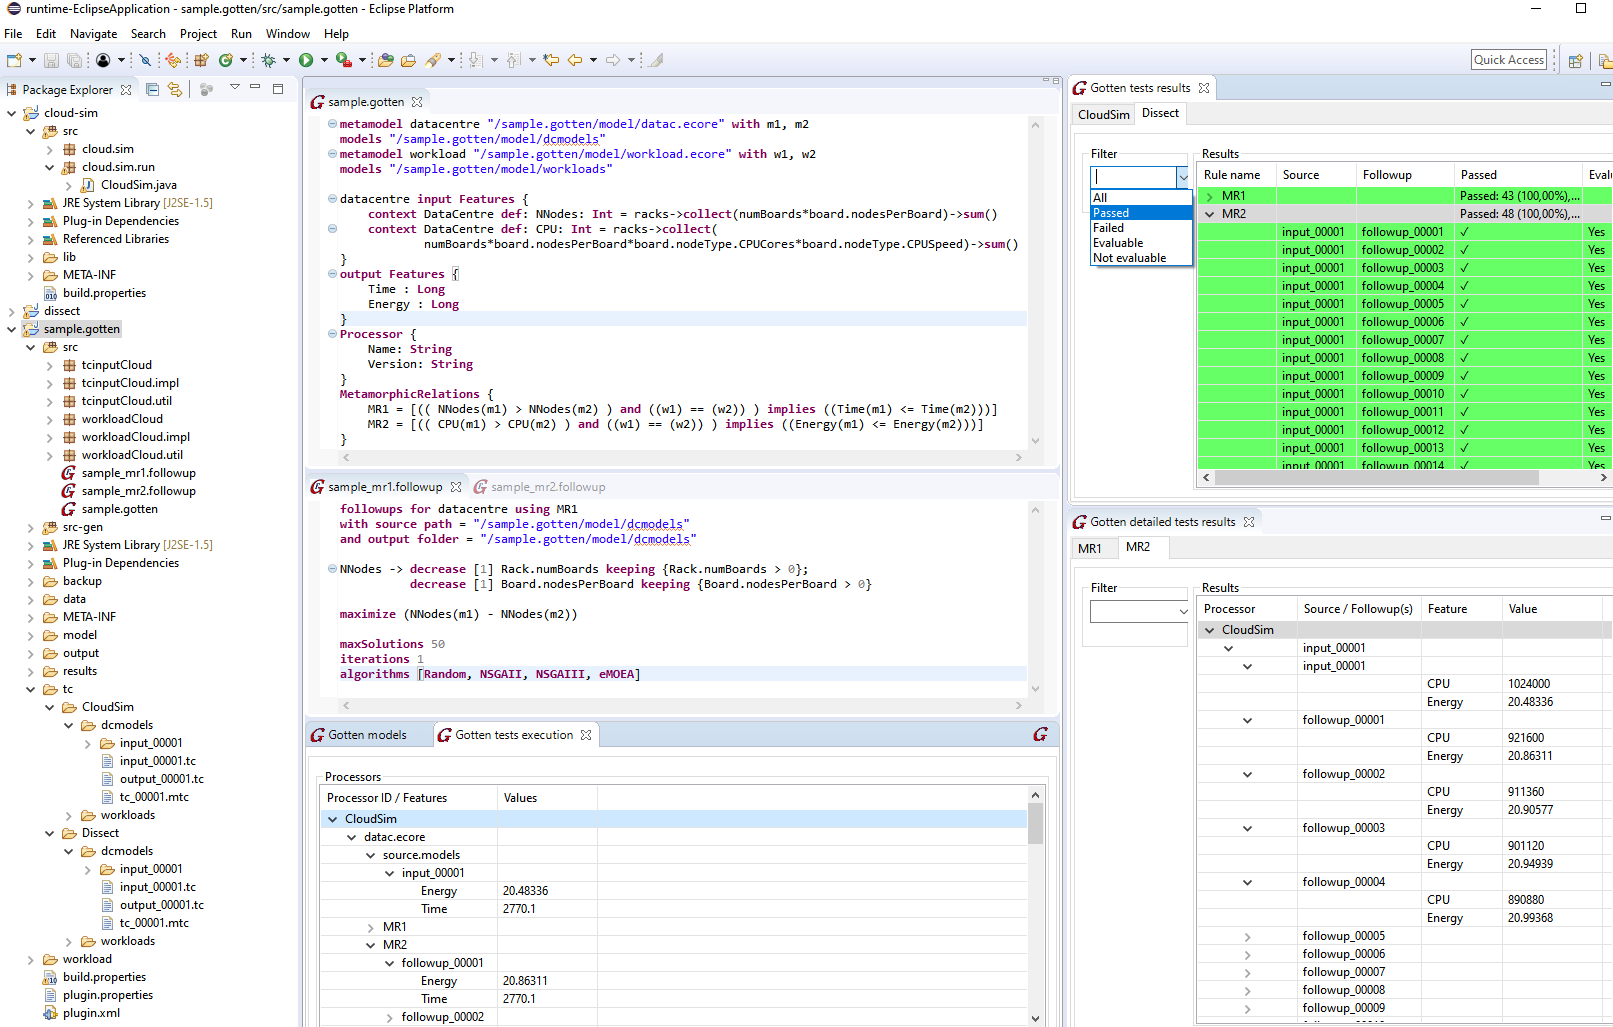 runtime-EclipseApplication - sample.gotten/src/sample.gotten - Eclipse Platform
File Edit Navigate Search Project Run Window Help
Quick Access
Package Explorer
cloud-sim
src
cloud.sim
cloud.sim.run
CloudSim.java
JRE System Library [J2SE-1.5]
Plug-in Dependencies
Referenced Libraries
lib
META-INF
build.properties
dissect
sample.gotten
src
tcinputCloud
tcinputCloud.impl
tcinputCloud.util
workloadCloud
workloadCloud.impl
workloadCloud.util
sample_mr1.followup
sample_mr2.followup
sample.gotten
src-gen
JRE System Library [J2SE-1.5]
Plug-in Dependencies
backup
data
META-INF
model
output
results
tc
CloudSim
dcmodels
input_00001
input_00001.tc
output_00001.tc
tc_00001.mtc
workloads
Dissect
dcmodels
input_00001
input_00001.tc
output_00001.tc
tc_00001.mtc
workloads
workload
build.properties
plugin.properties
plugin.xml
sample.gotten
metamodel datacentre "/sample.gotten/model/datac.ecore" with m1, m2
models "/sample.gotten/model/dcmodels"
metamodel workload "/sample.gotten/model/workload.ecore" with w1, w2
models "/sample.gotten/model/workloads"
datacentre input Features {
context DataCentre def: NNodes: Int = racks->collect(numBoards*board.nodesPerBoard)->sum()
context DataCentre def: CPU: Int = racks->collect(
numBoards*board.nodesPerBoard*board.nodeType.CPUCores*board.nodeType.CPUSpeed)->sum()
}
output Features {
Time : Long
Energy : Long
}
Processor {
Name: String
Version: String
}
MetamorphicRelations {
MR1 = [(( NNodes(m1) > NNodes(m2) ) and ((w1) == (w2)) ) implies ((Time(m1) <= Time(m2)))]
MR2 = [(( CPU(m1) > CPU(m2) ) and ((w1) == (w2)) ) implies ((Energy(m1) <= Energy(m2)))]
}
sample_mr1.followup sample_mr2.followup
followups for datacentre using MR1
with source path = "/sample.gotten/model/dcmodels"
and output folder = "/sample.gotten/model/dcmodels"
NNodes -> decrease [1] Rack.numBoards keeping {Rack.numBoards > 0};
decrease [1] Board.nodesPerBoard keeping {Board.nodesPerBoard > 0}
maximize (NNodes(m1) - NNodes(m2))
maxSolutions 50
iterations 1
algorithms [Random, NSGAII, NSGAIII, eMOEA]
Gotten models Gotten tests execution
Processors
Processor ID / Features Values
CloudSim
datac.ecore
source.models
input_00001
Energy 20.48336
Time 2770.1
MR1
MR2
followup_00001
Energy 20.86311
Time 2770.1
followup_00002
Gotten tests results
CloudSim Dissect
Filter
All
Passed
Failed
Evaluable
Not evaluable
Results
Rule name Source Followup Passed Evalu
MR1 Passed: 43 (100,00%),...
MR2 Passed: 48 (100,00%),...
input_00001 followup_00001 ✓ Yes
input_00001 followup_00002 ✓ Yes
input_00001 followup_00003 ✓ Yes
input_00001 followup_00004 ✓ Yes
input_00001 followup_00005 ✓ Yes
input_00001 followup_00006 ✓ Yes
input_00001 followup_00007 ✓ Yes
input_00001 followup_00008 ✓ Yes
input_00001 followup_00009 ✓ Yes
input_00001 followup_00010 ✓ Yes
input_00001 followup_00011 ✓ Yes
input_00001 followup_00012 ✓ Yes
input_00001 followup_00013 ✓ Yes
input_00001 followup_00014 ✓ Yes
Gotten detailed tests results
MR1 MR2
Filter
Results
Processor Source / Followup(s) Feature Value
CloudSim
input_00001
input_00001
CPU 1024000
Energy 20.48336
followup_00001
CPU 921600
Energy 20.86311
followup_00002
CPU 911360
Energy 20.90577
followup_00003
CPU 901120
Energy 20.94939
followup_00004
CPU 890880
Energy 20.99368
followup_00005
followup_00006
followup_00007
followup_00008
followup_00009